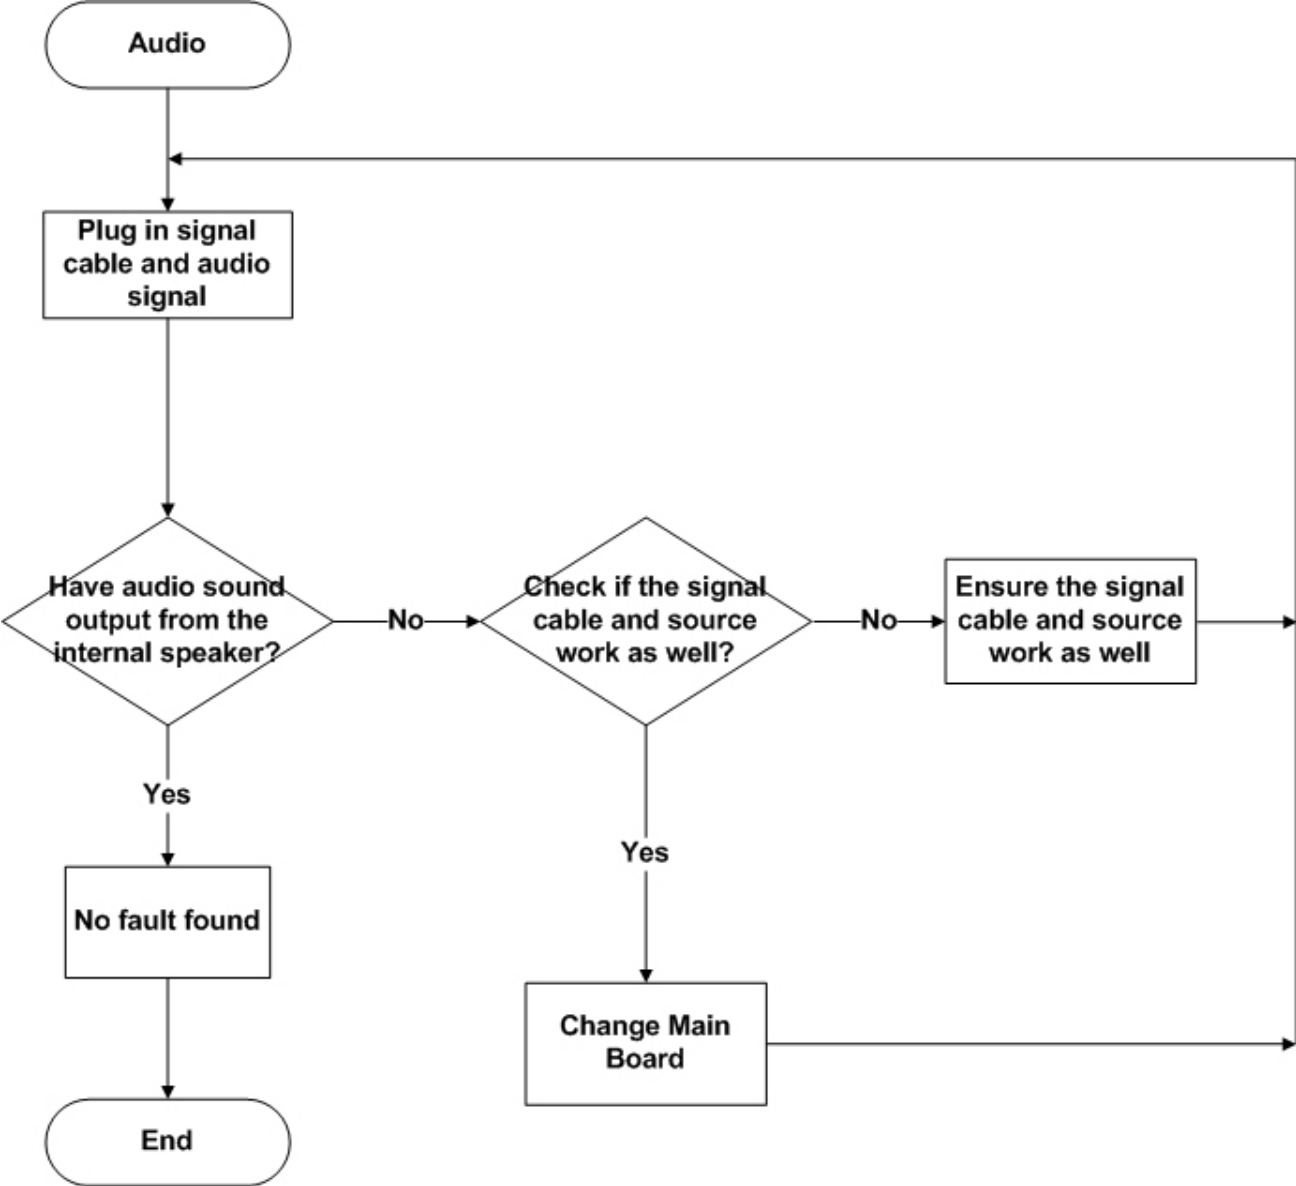 Audio
Plug in signal
cable and audio
signal
Have audio sound
output from the
internal speaker?
No
Check if the signal
cable and source
work as well?
No
Ensure the signal
cable and source
work as well
Yes
Yes
No fault found
Change Main
Board
End